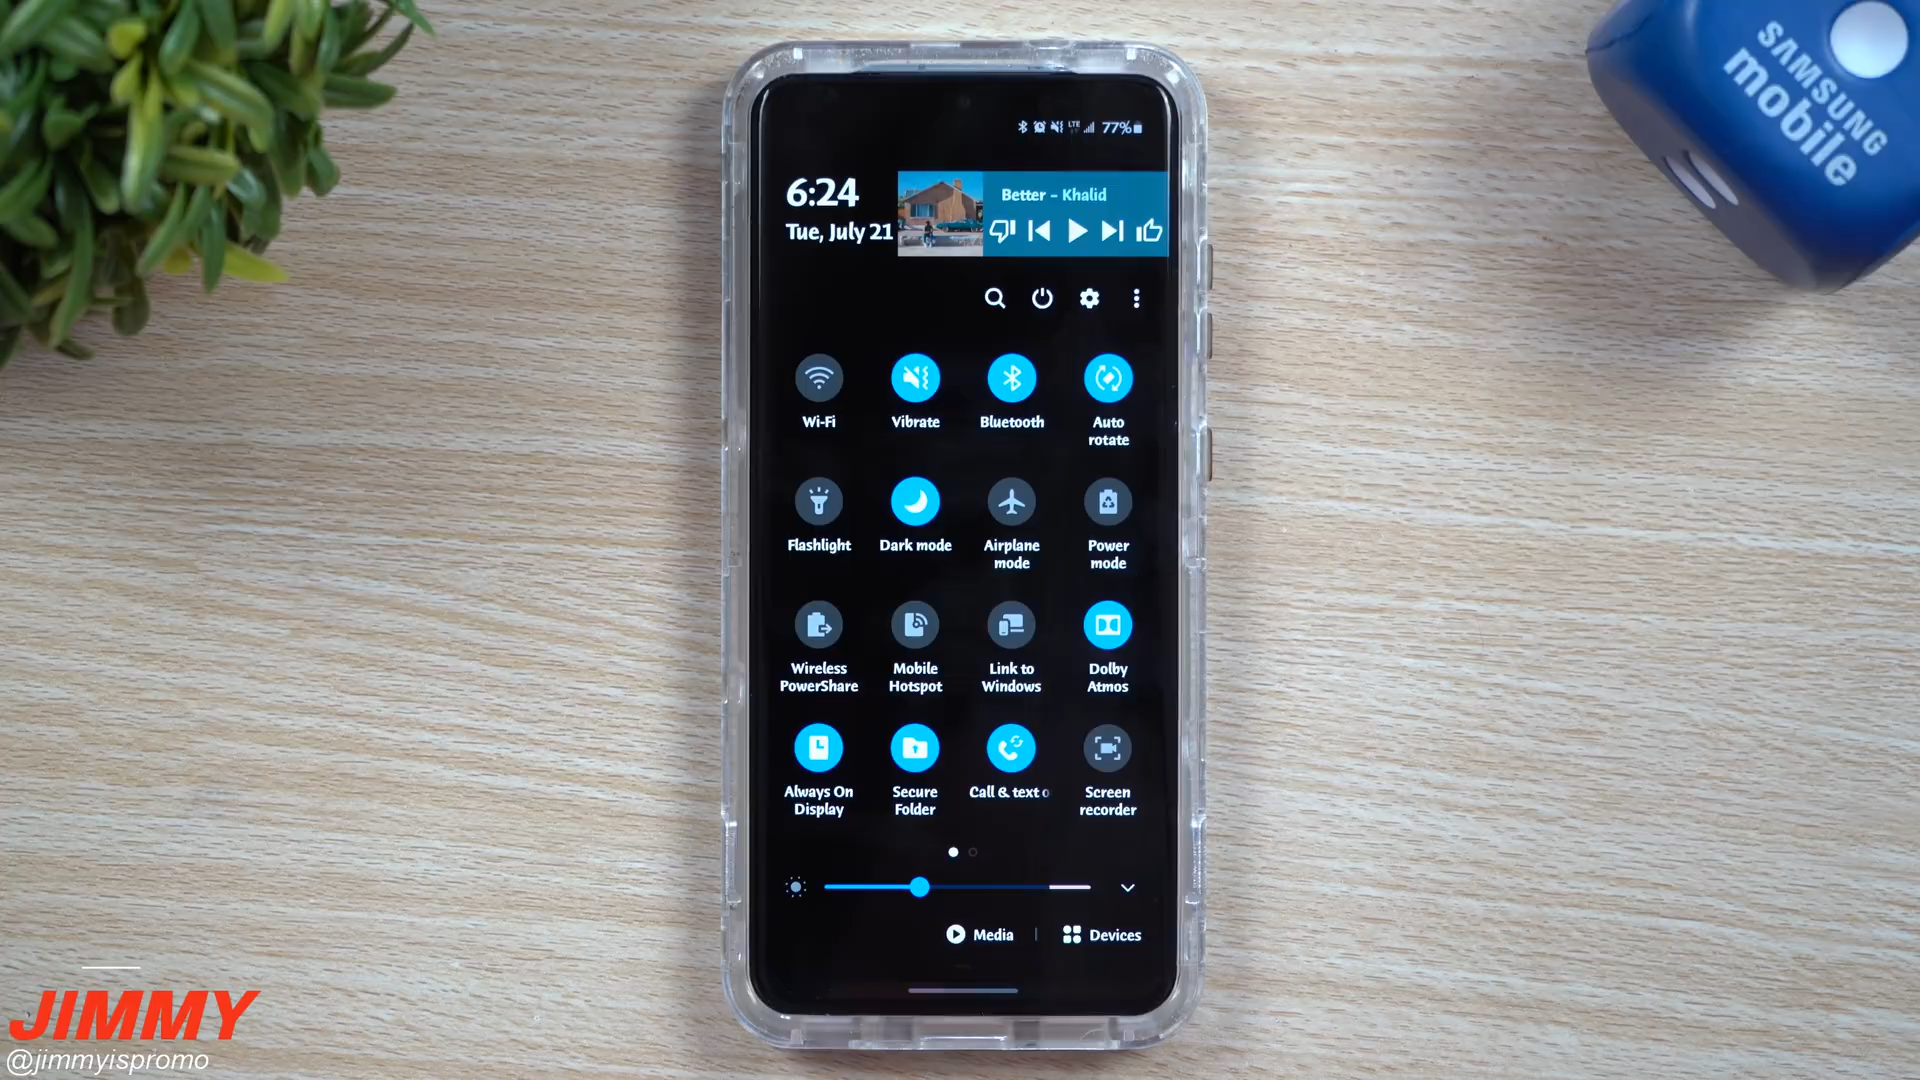 SAMSUNG
mobile
LTE
77%
6:24
Tue, July 21
Better - Khalid
Wi-Fi
Vibrate
Bluetooth
Auto
rotate
Flashlight
Dark mode
Airplane
mode
Power
mode
Wireless
PowerShare
Mobile
Hotspot
Link to
Windows
Dolby
Atmos
Always On
Display
Secure
Folder
Call & text o
Screen
recorder
Media
Devices
JIMMY
@jimmyispromo